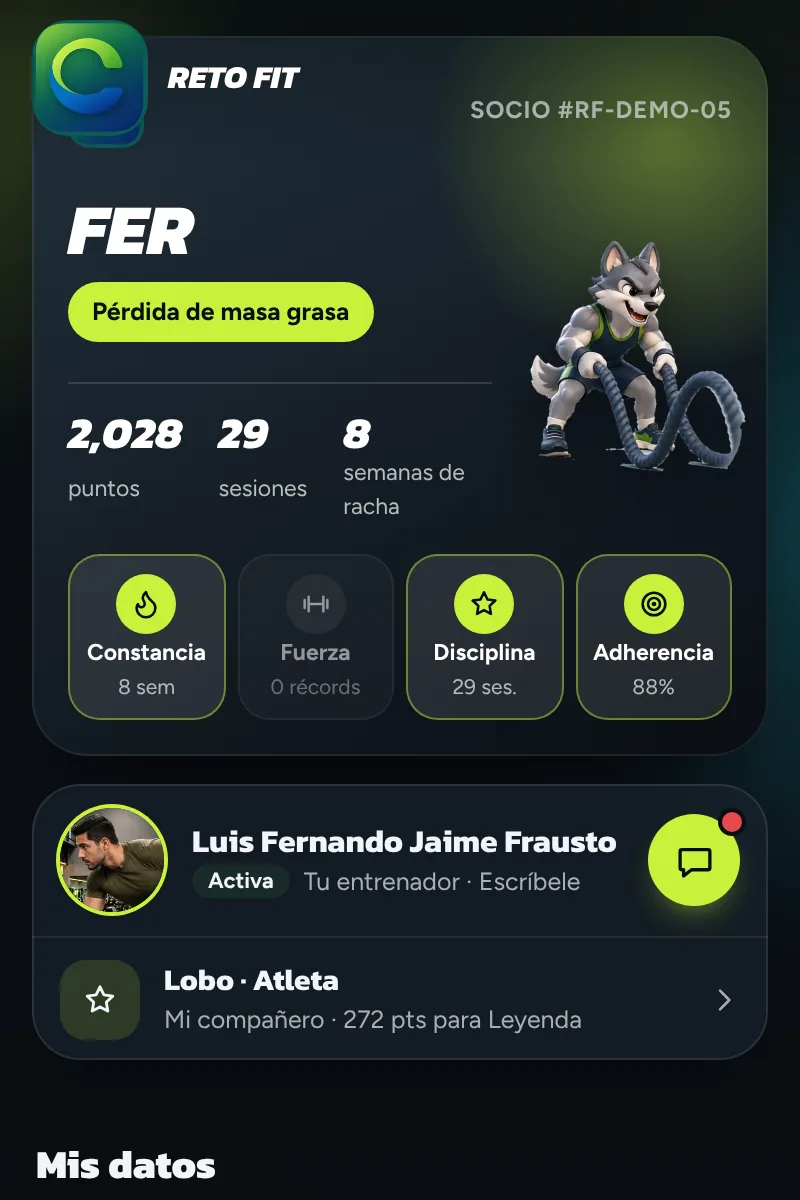 RETO FIT
SOCIO #RF-DEMO-05
FER
Pérdida de masa grasa
2,028 29 8
puntos sesiones semanas de racha
Constancia Fuerza Disciplina Adherencia
8 sem 0 récords 29 ses. 88%
Luis Fernando Jaime Frausto
Activa Tu entrenador · Escríbele
Lobo · Atleta
Mi compañero · 272 pts para Leyenda
Mis datos